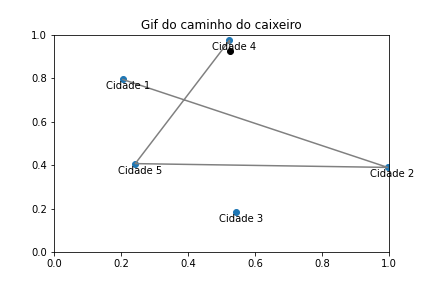 Gif do caminho do caixeiro
1.0
Cidade 4
0.8
Cidade 1
0.6
0.4
Cidade 5
Cidade 2
0.2
Cidade 3
0.0
0.0 0.2 0.4 0.6 0.8 1.0